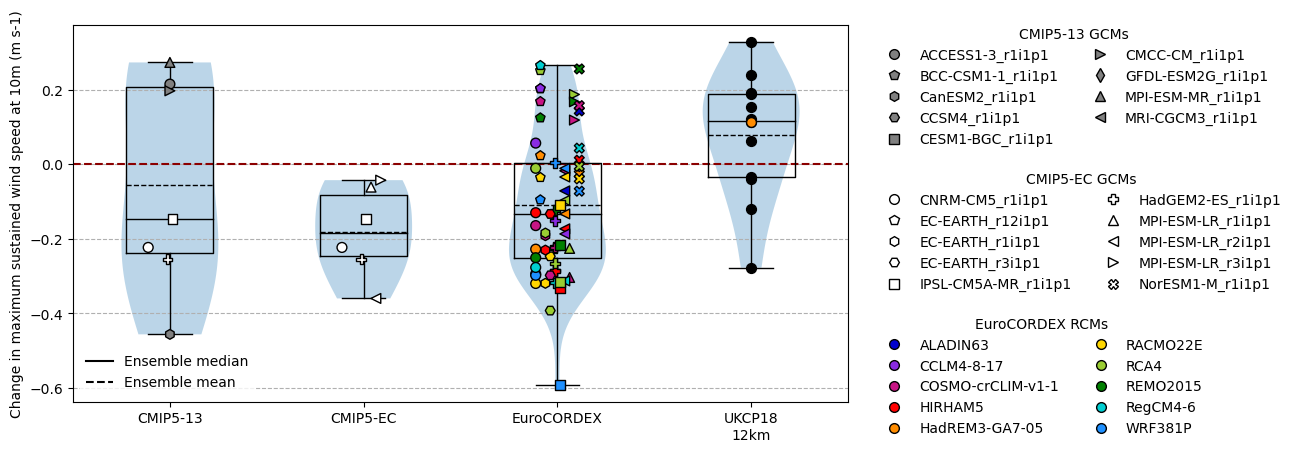 Change in maximum sustained wind speed at 10m (m s-1)
0.2
0.0
−0.2
−0.4
−0.6
Ensemble median
Ensemble mean
CMIP5-13
CMIP5-EC
EuroCORDEX
UKCP18
12km
CMIP5-13 GCMs
ACCESS1-3_r1i1p1
BCC-CSM1-1_r1i1p1
CanESM2_r1i1p1
CCSM4_r1i1p1
CESM1-BGC_r1i1p1
CMCC-CM_r1i1p1
GFDL-ESM2G_r1i1p1
MPI-ESM-MR_r1i1p1
MRI-CGCM3_r1i1p1
CMIP5-EC GCMs
CNRM-CM5_r1i1p1
EC-EARTH_r12i1p1
EC-EARTH_r1i1p1
EC-EARTH_r3i1p1
IPSL-CM5A-MR_r1i1p1
HadGEM2-ES_r1i1p1
MPI-ESM-LR_r1i1p1
MPI-ESM-LR_r2i1p1
MPI-ESM-LR_r3i1p1
NorESM1-M_r1i1p1
EuroCORDEX RCMs
ALADIN63
CCLM4-8-17
COSMO-crCLIM-v1-1
HIRHAM5
HadREM3-GA7-05
RACMO22E
RCA4
REMO2015
RegCM4-6
WRF381P